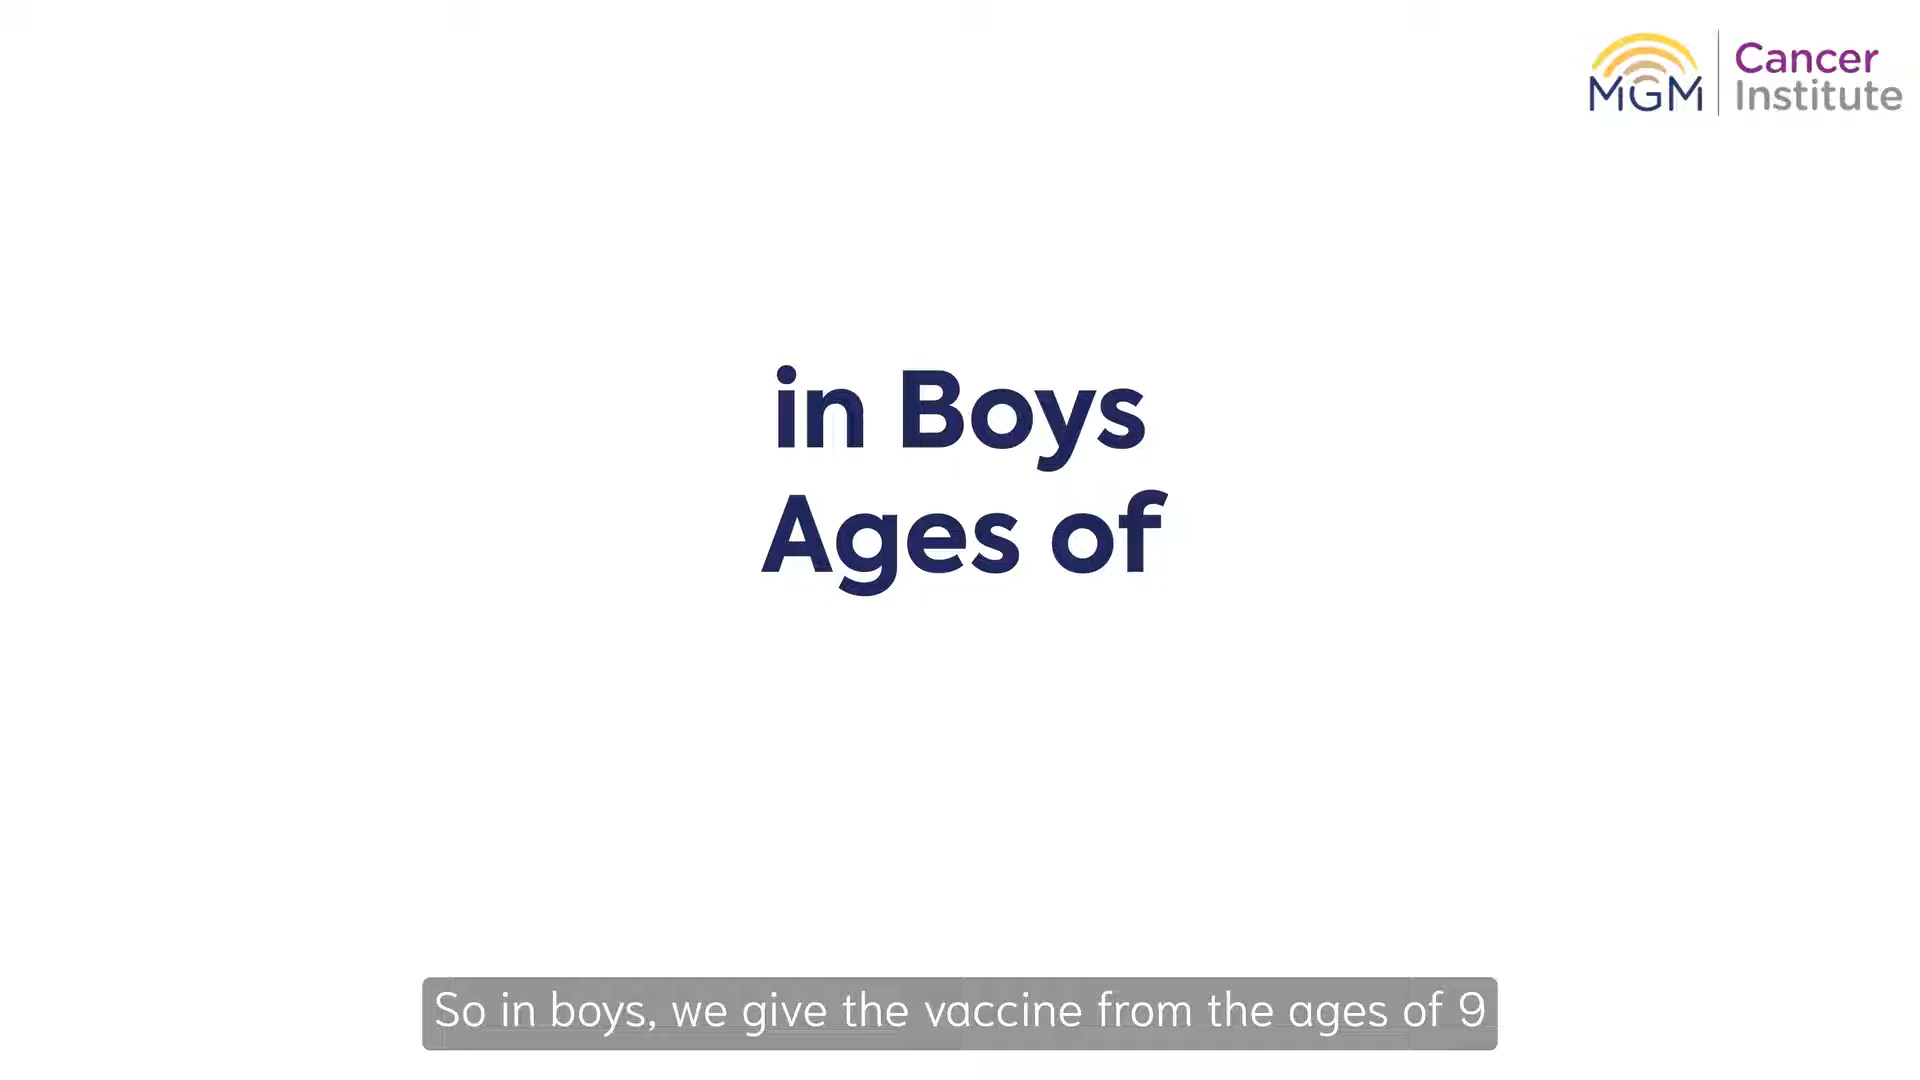 MGM
Cancer
Institute
in Boys
Ages of
So in boys, we give the vaccine from the ages of 9